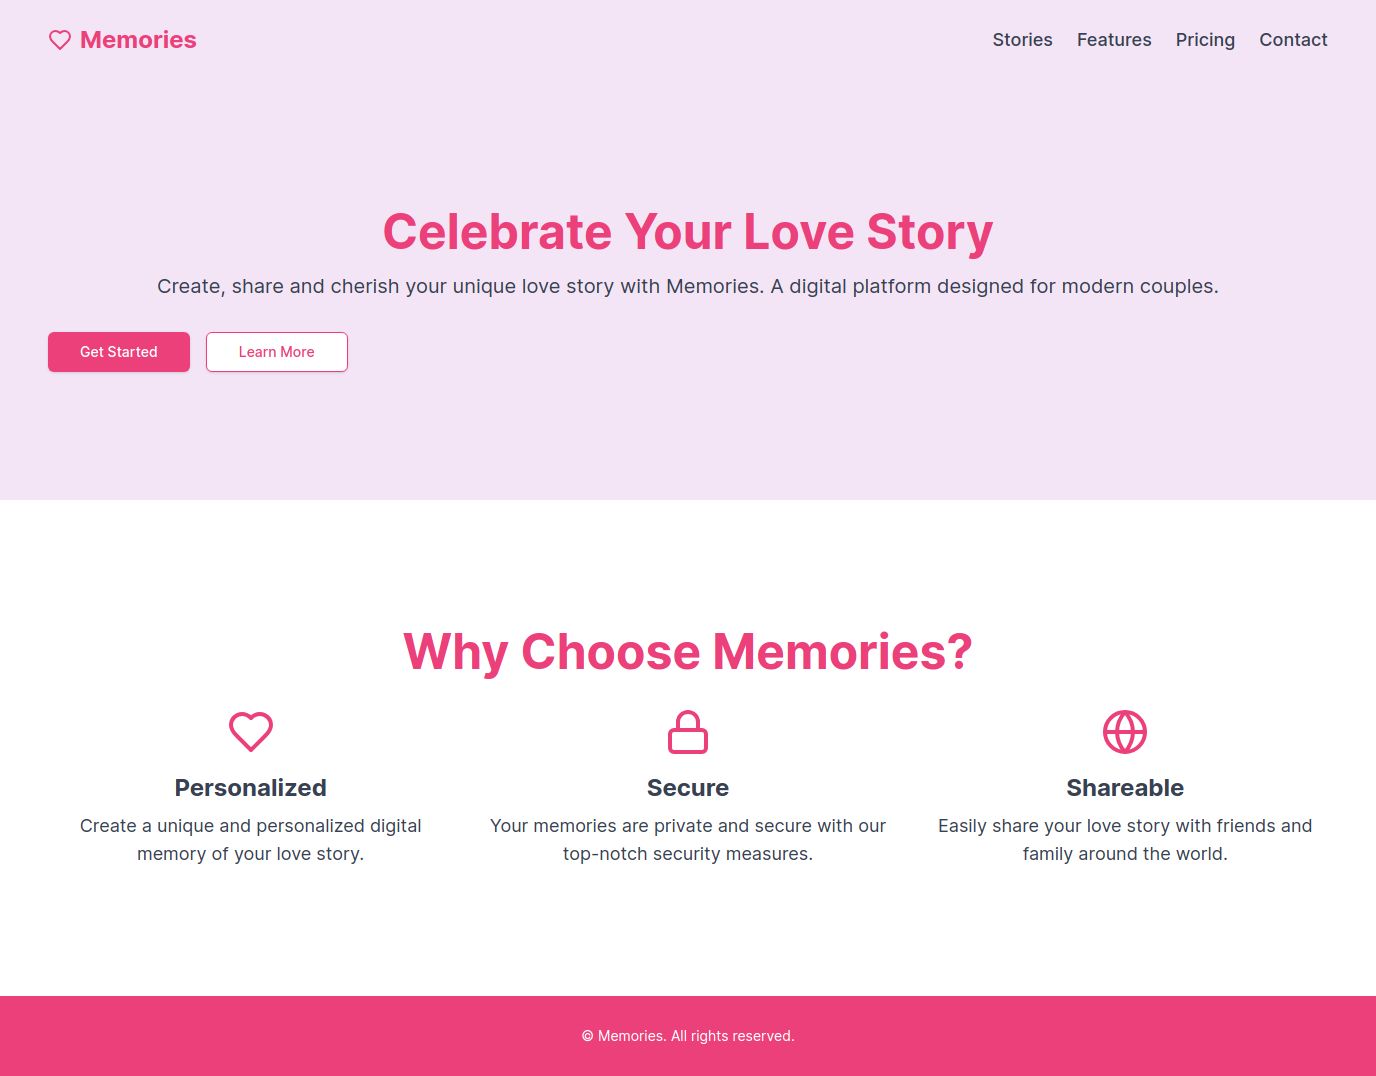 Memories
Stories Features Pricing Contact
Celebrate Your Love Story
Create, share and cherish your unique love story with Memories. A digital platform designed for modern couples.
Get Started Learn More
Why Choose Memories?
Personalized
Create a unique and personalized digital
memory of your love story.
Secure
Your memories are private and secure with our
top-notch security measures.
Shareable
Easily share your love story with friends and
family around the world.
© Memories. All rights reserved.